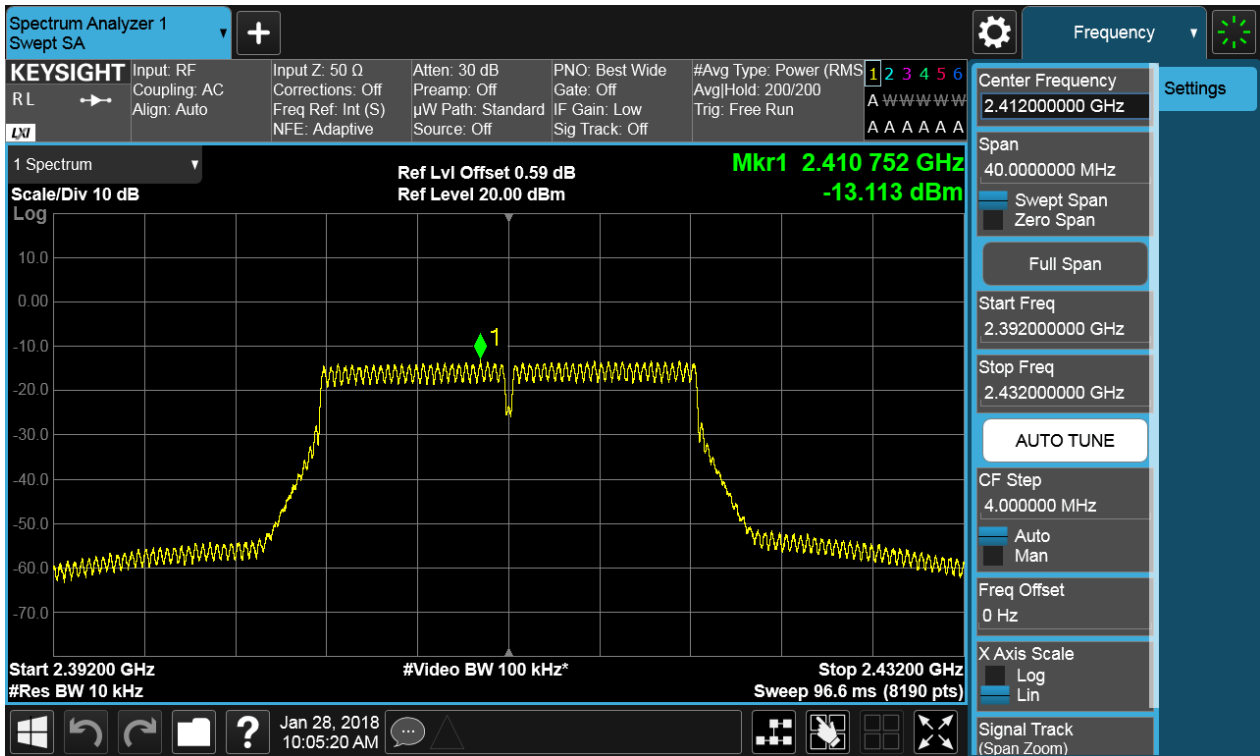 Spectrum Analyzer 1
Swept SA
+
Frequency
KEYSIGHT
R L
LXI
Input: RF
Coupling: AC
Align: Auto
Input Z: 50 Ω
Corrections: Off
Freq Ref: Int (S)
NFE: Adaptive
Atten: 30 dB
Preamp: Off
µW Path: Standard
Source: Off
PNO: Best Wide
Gate: Off
IF Gain: Low
Sig Track: Off
#Avg Type: Power (RMS
Avg|Hold: 200/200
Trig: Free Run
1 2 3 4 5 6
A W W W W W
A A A A A A
1 Spectrum
Scale/Div 10 dB
Log
Ref Lvl Offset 0.59 dB
Ref Level 20.00 dBm
Mkr1 2.410 752 GHz
-13.113 dBm
10.0
0.00
-10.0
-20.0
-30.0
-40.0
-50.0
-60.0
-70.0
1
Start 2.39200 GHz
#Res BW 10 kHz
#Video BW 100 kHz*
Stop 2.43200 GHz
Sweep 96.6 ms (8190 pts)
Center Frequency
2.412000000 GHz
Span
40.0000000 MHz
Swept Span
Zero Span
Full Span
Start Freq
2.392000000 GHz
Stop Freq
2.432000000 GHz
AUTO TUNE
CF Step
4.000000 MHz
Auto
Man
Freq Offset
0 Hz
X Axis Scale
Log
Lin
Signal Track
(Span Zoom)
Settings
?
Jan 28, 2018
10:05:20 AM